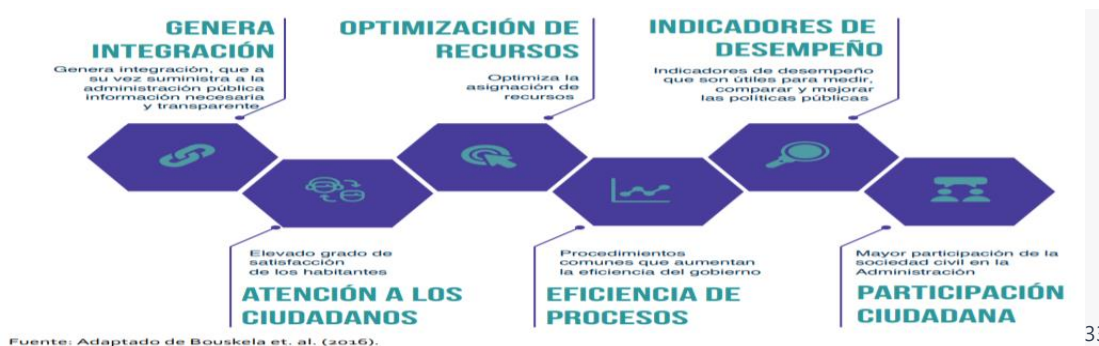 GENERA
INTEGRACIÓN
Genera integración, que a
su vez suministra a la
administración pública
información necesaria
y transparente
OPTIMIZACIÓN DE
RECURSOS
Optimiza la
asignación de
recursos
INDICADORES DE
DESEMPEÑO
Indicadores de desempeño
que son útiles para medir,
comparar y mejorar
las políticas públicas
Elevado grado de
satisfacción
de los habitantes
ATENCIÓN A LOS
CIUDADANOS
Procedimientos
comunes que aumentan
la eficiencia del gobierno
EFICIENCIA DE
PROCESOS
Mayor participación de la
sociedad civil en la
Administración
PARTICIPACIÓN
CIUDADANA
Fuente: Adaptado de Bouskela et. al. (2016).